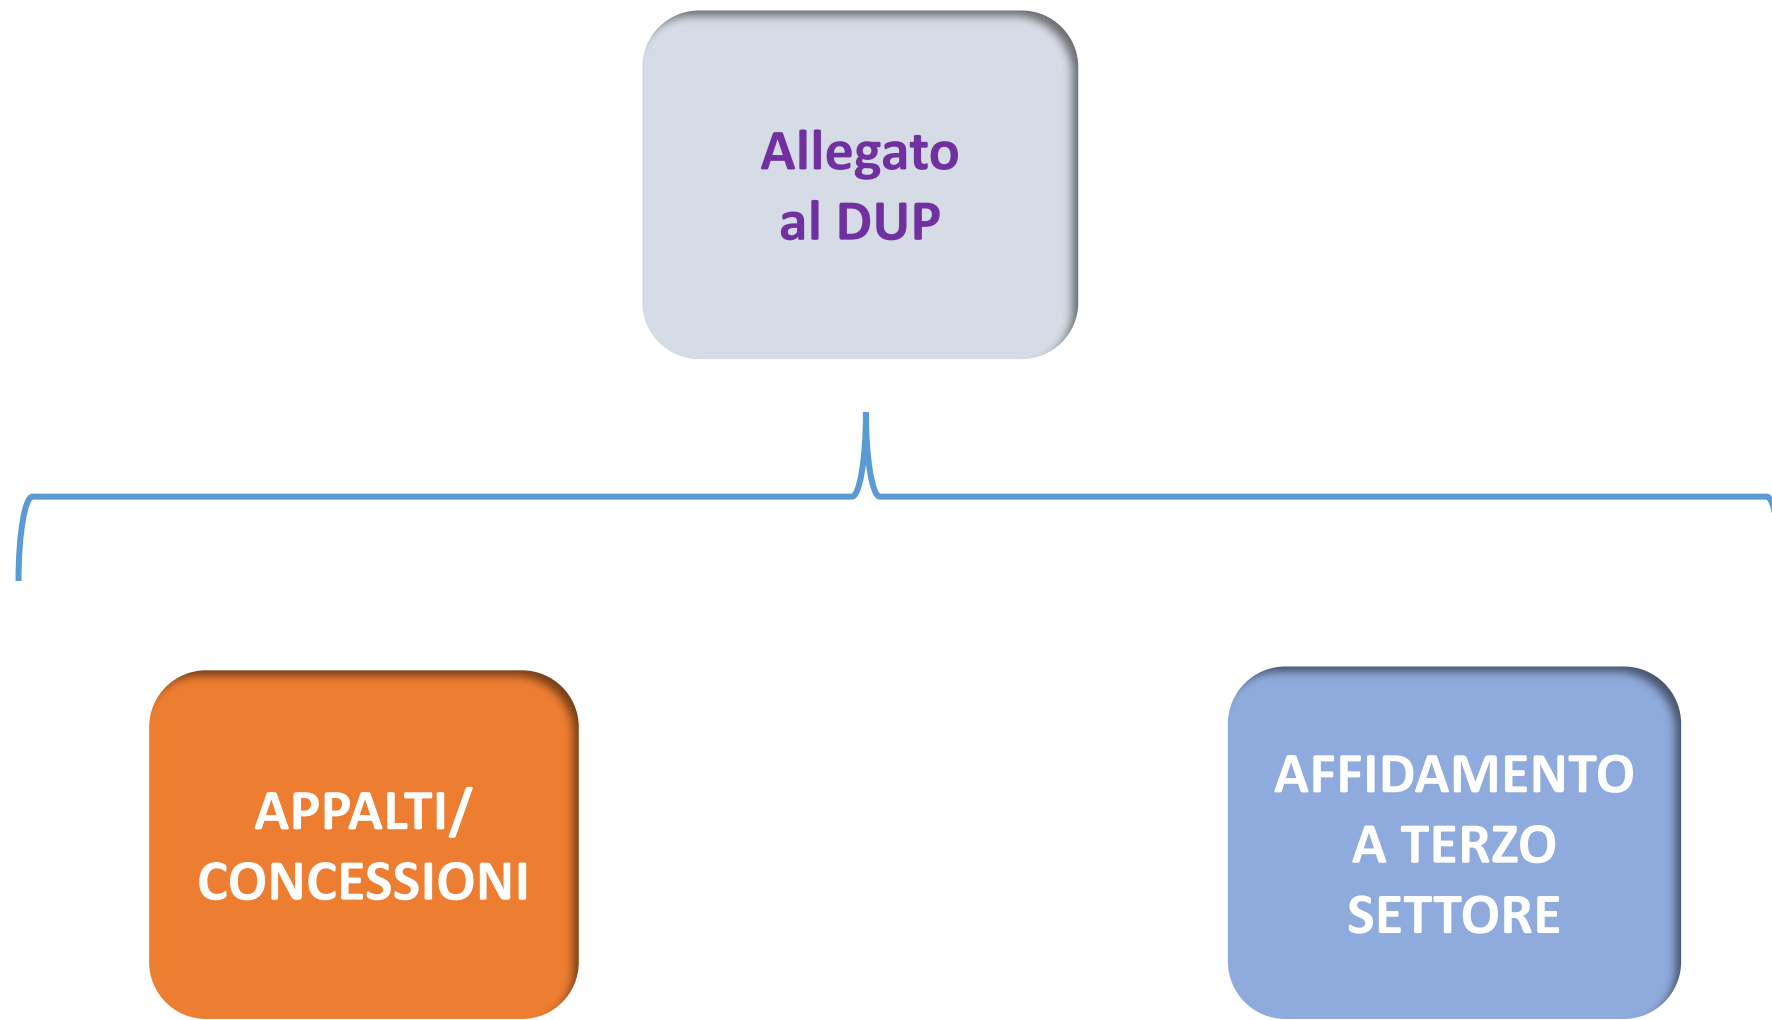 Allegato
al DUP
APPALTI/
CONCESSIONI
AFFIDAMENTO
A TERZO
SETTORE